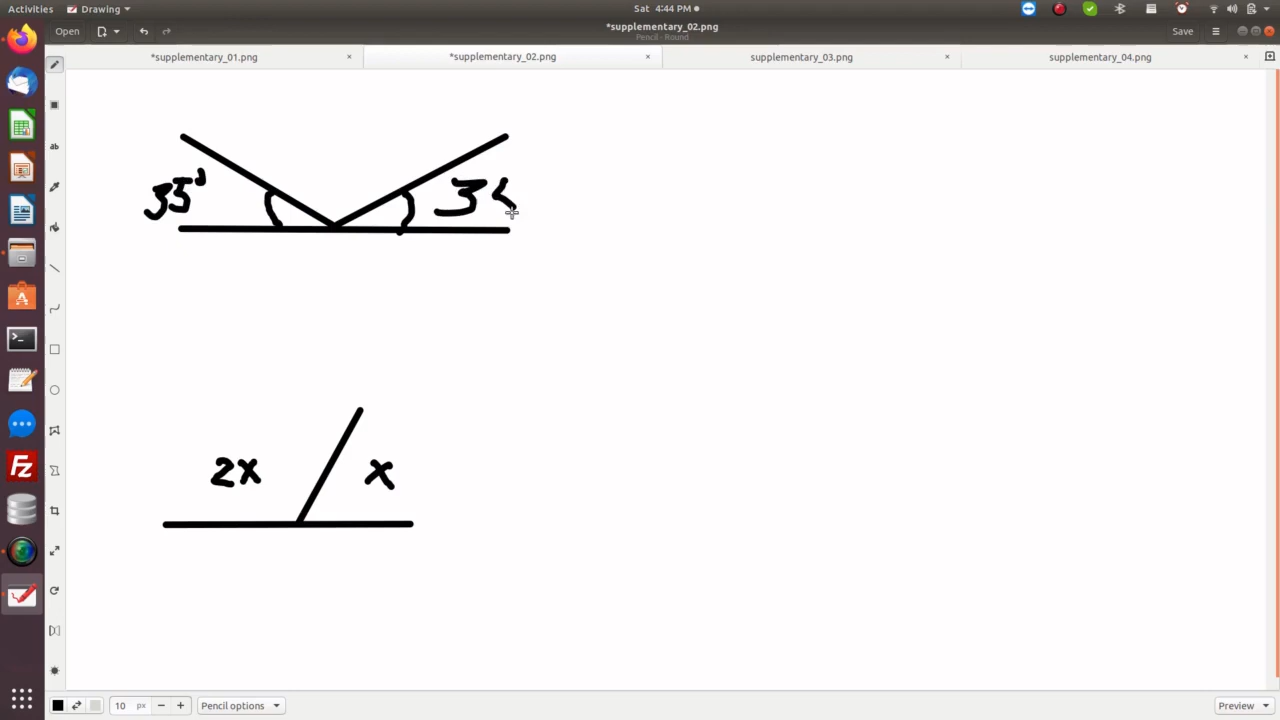 Activities Drawing Sat 4:44 PM
Open *supplementary_02.png Save
Pencil - Round
*supplementary_01.png *supplementary_02.png supplementary_03.png supplementary_04.png
ab
35°
2x x
10 px Pencil options Preview